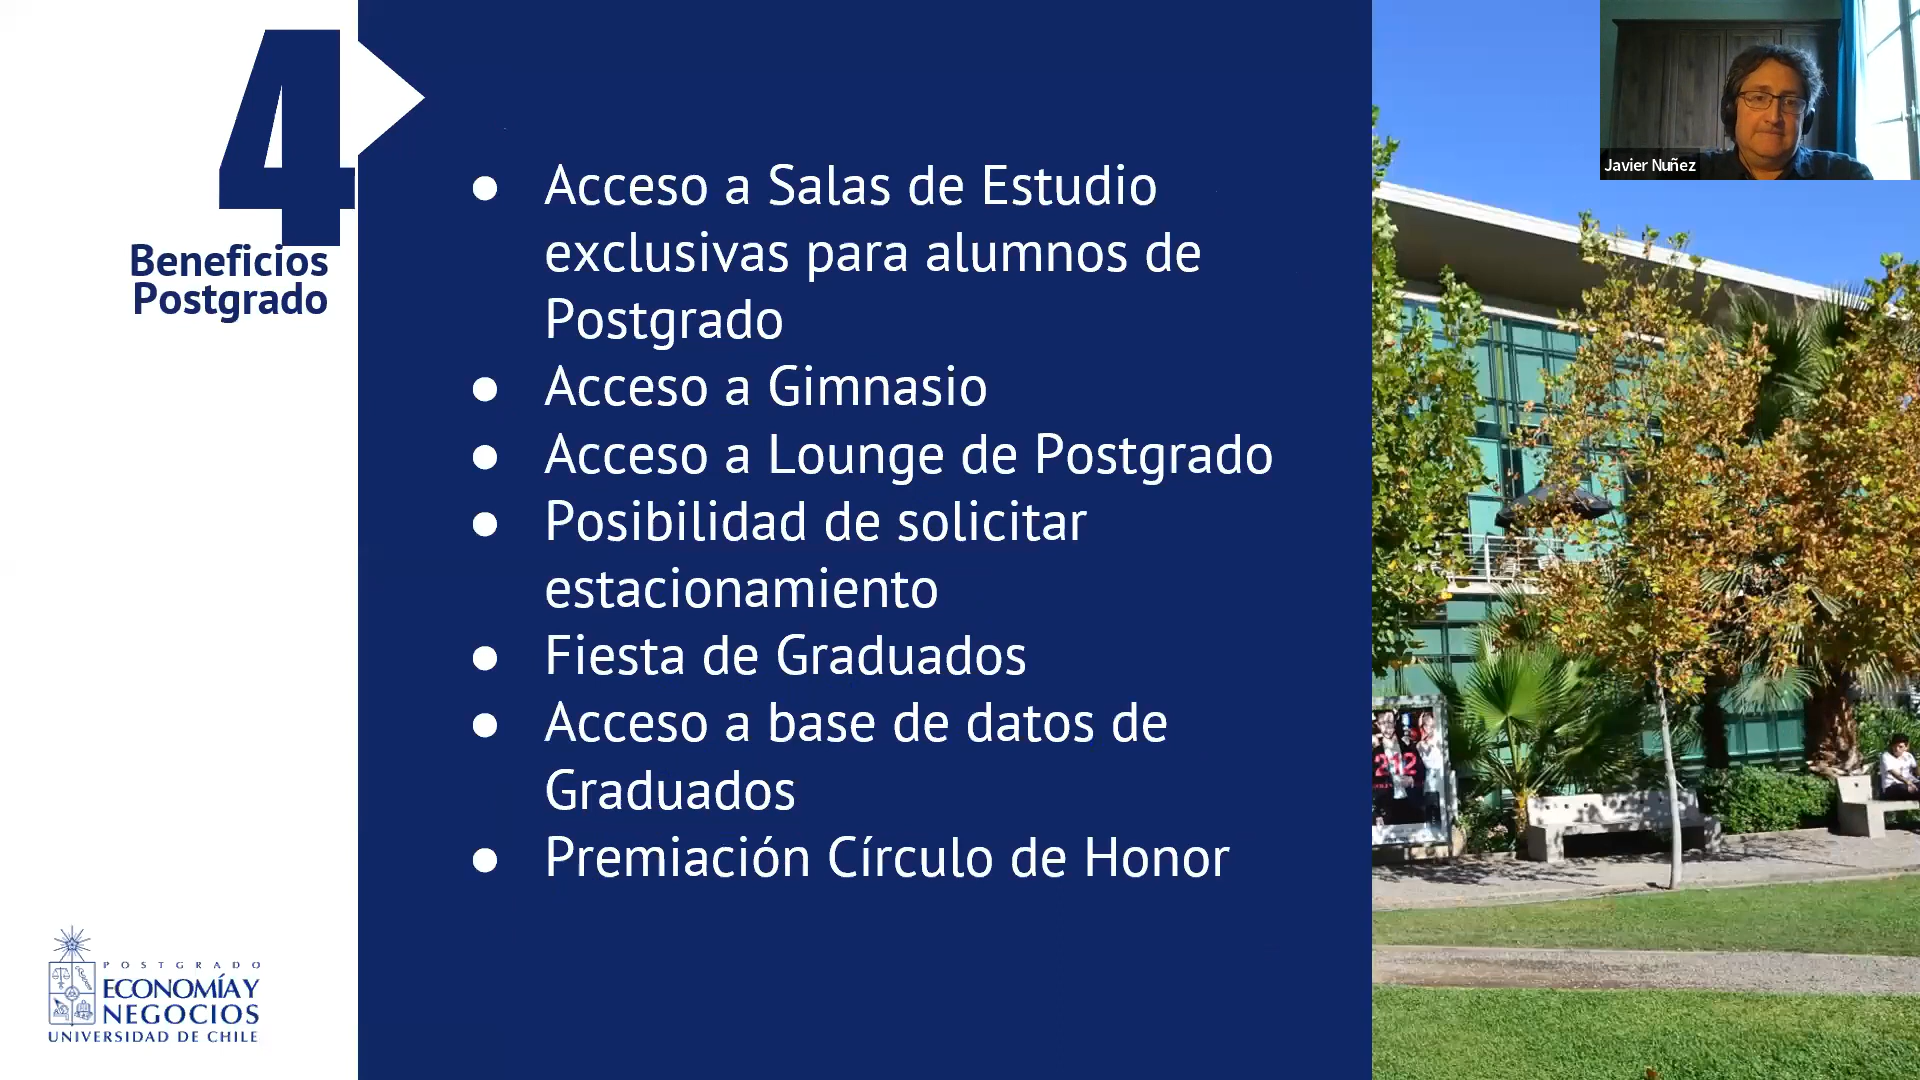 4
Beneficios
Postgrado
● Acceso a Salas de Estudio
exclusivas para alumnos de
Postgrado
● Acceso a Gimnasio
● Acceso a Lounge de Postgrado
● Posibilidad de solicitar
estacionamiento
● Fiesta de Graduados
● Acceso a base de datos de
Graduados
● Premiación Círculo de Honor
POSTGRADO
ECONOMÍA Y
NEGOCIOS
UNIVERSIDAD DE CHILE
Javier Nuñez
212